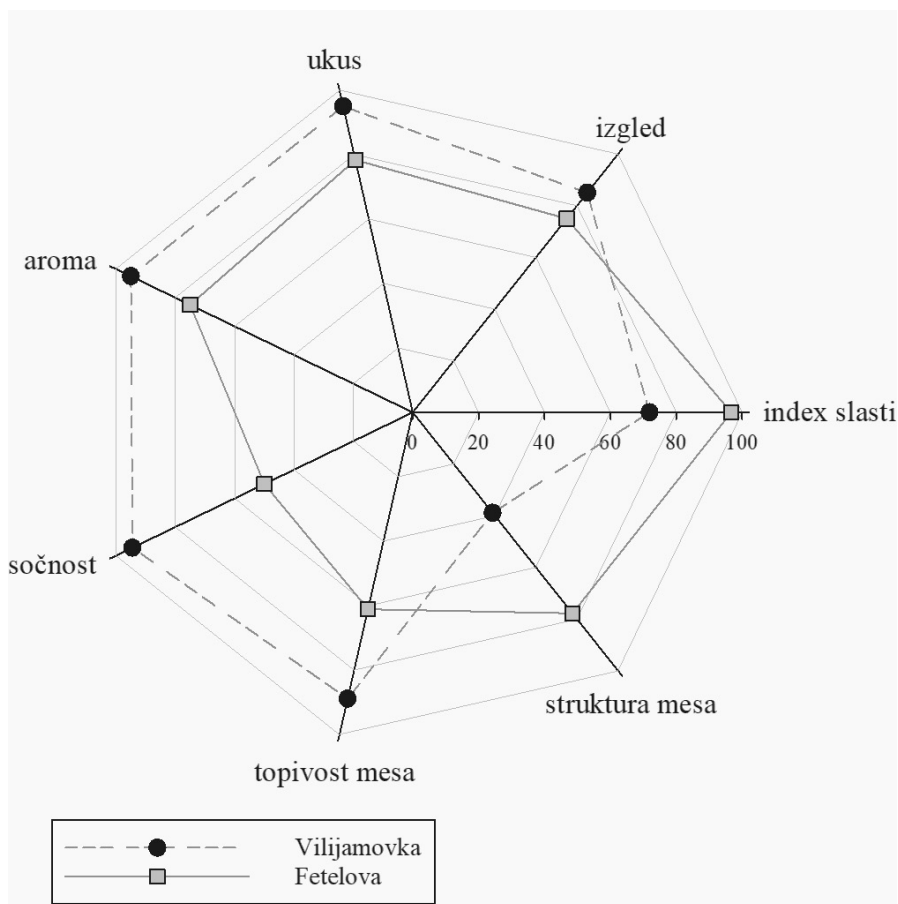 ukus
izgled
aroma
index slasti
0 20 40 60 80 100
sočnost
struktura mesa
topivost mesa
Vilijamovka
Fetelova